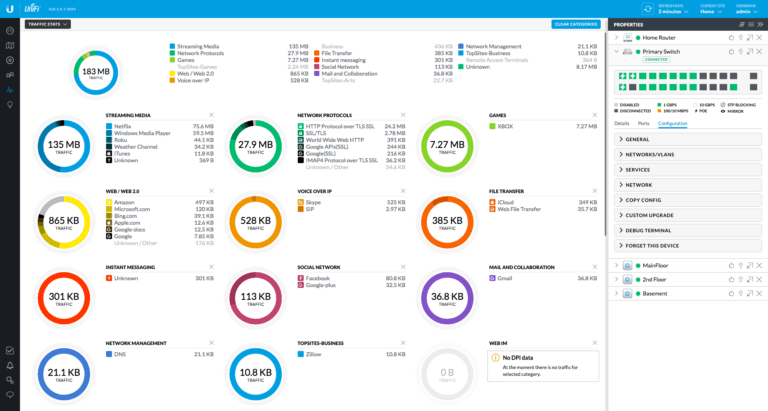 UniFi
REFRESH RATE
2 minutes
CURRENT SITE
Home
USERNAME
admin
TRAFFIC STATS
CLEAR CATEGORIES
PROPERTIES
183 MB
TRAFFIC
Streaming Media 135 MB
Network Protocols 27.9 MB
Games 7.27 MB
TopSites-Games
Web / Web 2.0 865 KB
Voice over IP 528 KB
Business
File Transfer 385 KB
Instant messaging 301 KB
Social Network 113 KB
Mail and Collaboration 36.8 KB
TopSites-Arts
Network Management 21.1 KB
TopSites-Business 10.8 KB
Remote Access Terminals
Unknown 8.17 MB
STREAMING MEDIA
135 MB
TRAFFIC
Netflix 75.6 MB
Windows Media Player 59.5 MB
Roku 44.1 KB
Weather Channel 34.2 KB
iTunes 11.8 KB
Unknown 369 B
NETWORK PROTOCOLS
27.9 MB
TRAFFIC
HTTP Protocol over TLS SSL 24.2 MB
SSL/TLS 2.78 MB
World Wide Web HTTP 391 KB
Google APIs(SSL) 244 KB
Google(SSL) 216 KB
IMAP4 Protocol over TLS SSL 36.2 KB
Unknown / Other 54.6 KB
GAMES
7.27 MB
TRAFFIC
XBOX 7.27 MB
WEB / WEB 2.0
865 KB
TRAFFIC
Amazon 497 KB
Microsoft.com 120 KB
Bing.com 39.1 KB
Apple.com 12.6 KB
Google-docs 12.5 KB
Google 7.85 KB
Unknown / Other 176 KB
VOICE OVER IP
528 KB
TRAFFIC
Skype 525 KB
SIP 2.97 KB
FILE TRANSFER
385 KB
TRAFFIC
iCloud 349 KB
Web File Transfer 35.7 KB
INSTANT MESSAGING
301 KB
TRAFFIC
Unknown 301 KB
SOCIAL NETWORK
113 KB
TRAFFIC
Facebook 80.8 KB
Google-plus 32.5 KB
MAIL AND COLLABORATION
36.8 KB
TRAFFIC
Gmail 36.8 KB
NETWORK MANAGEMENT
21.1 KB
TRAFFIC
DNS 21.1 KB
TOPSITES-BUSINESS
10.8 KB
TRAFFIC
Zillow 10.8 KB
WEB IM
0 B
TRAFFIC
No DPI data
At the moment there is no traffic for
selected category.
Home Router
Primary Switch
CONNECTED
DISABLED
1 GBPS
10 GBPS
STP BLOCKING
DISCONNECTED
100/10 MBPS
POE
MIRROR
Details Ports Configuration
GENERAL
NETWORKS/VLANS
SERVICES
NETWORK
COPY CONFIG
CUSTOM UPGRADE
DEBUG TERMINAL
FORGET THIS DEVICE
MainFloor
2nd Floor
Basement